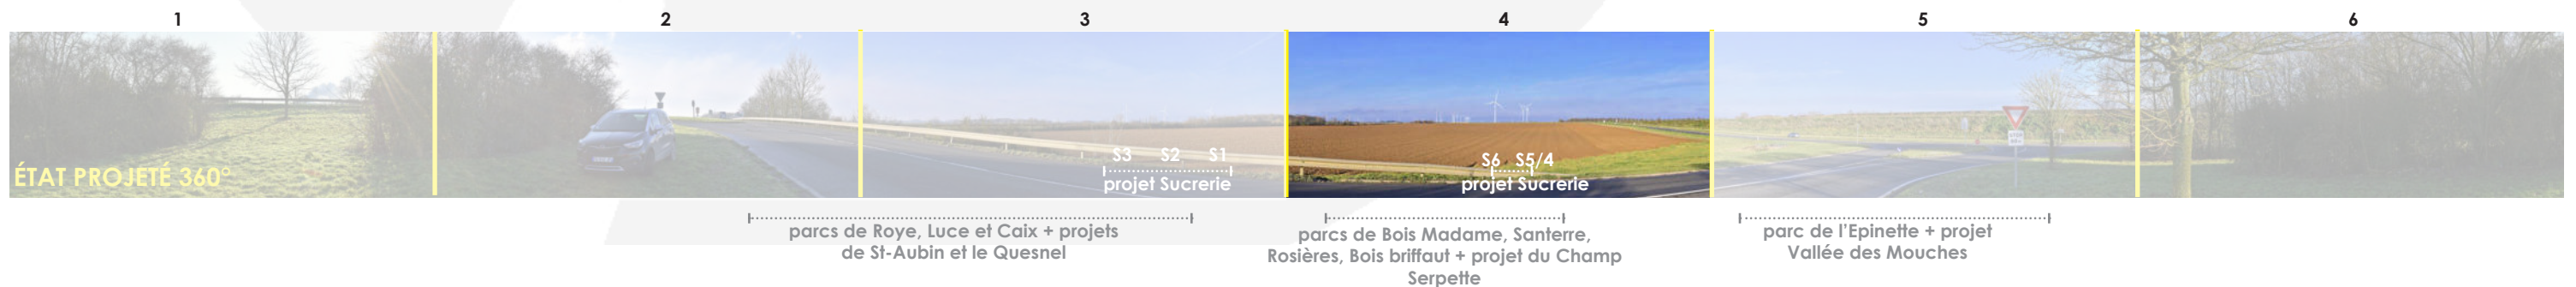 1 2 3 4 5 6
ÉTAT PROJETÉ 360°
S3 S2 S1
projet Sucrerie
S6 S5/4
projet Sucrerie
parcs de Roye, Luce et Caix + projets
de St-Aubin et le Quesnel
parcs de Bois Madame, Santerre,
Rosières, Bois briffaut + projet du Champ
Serpette
parc de l'Epinette + projet
Vallée des Mouches